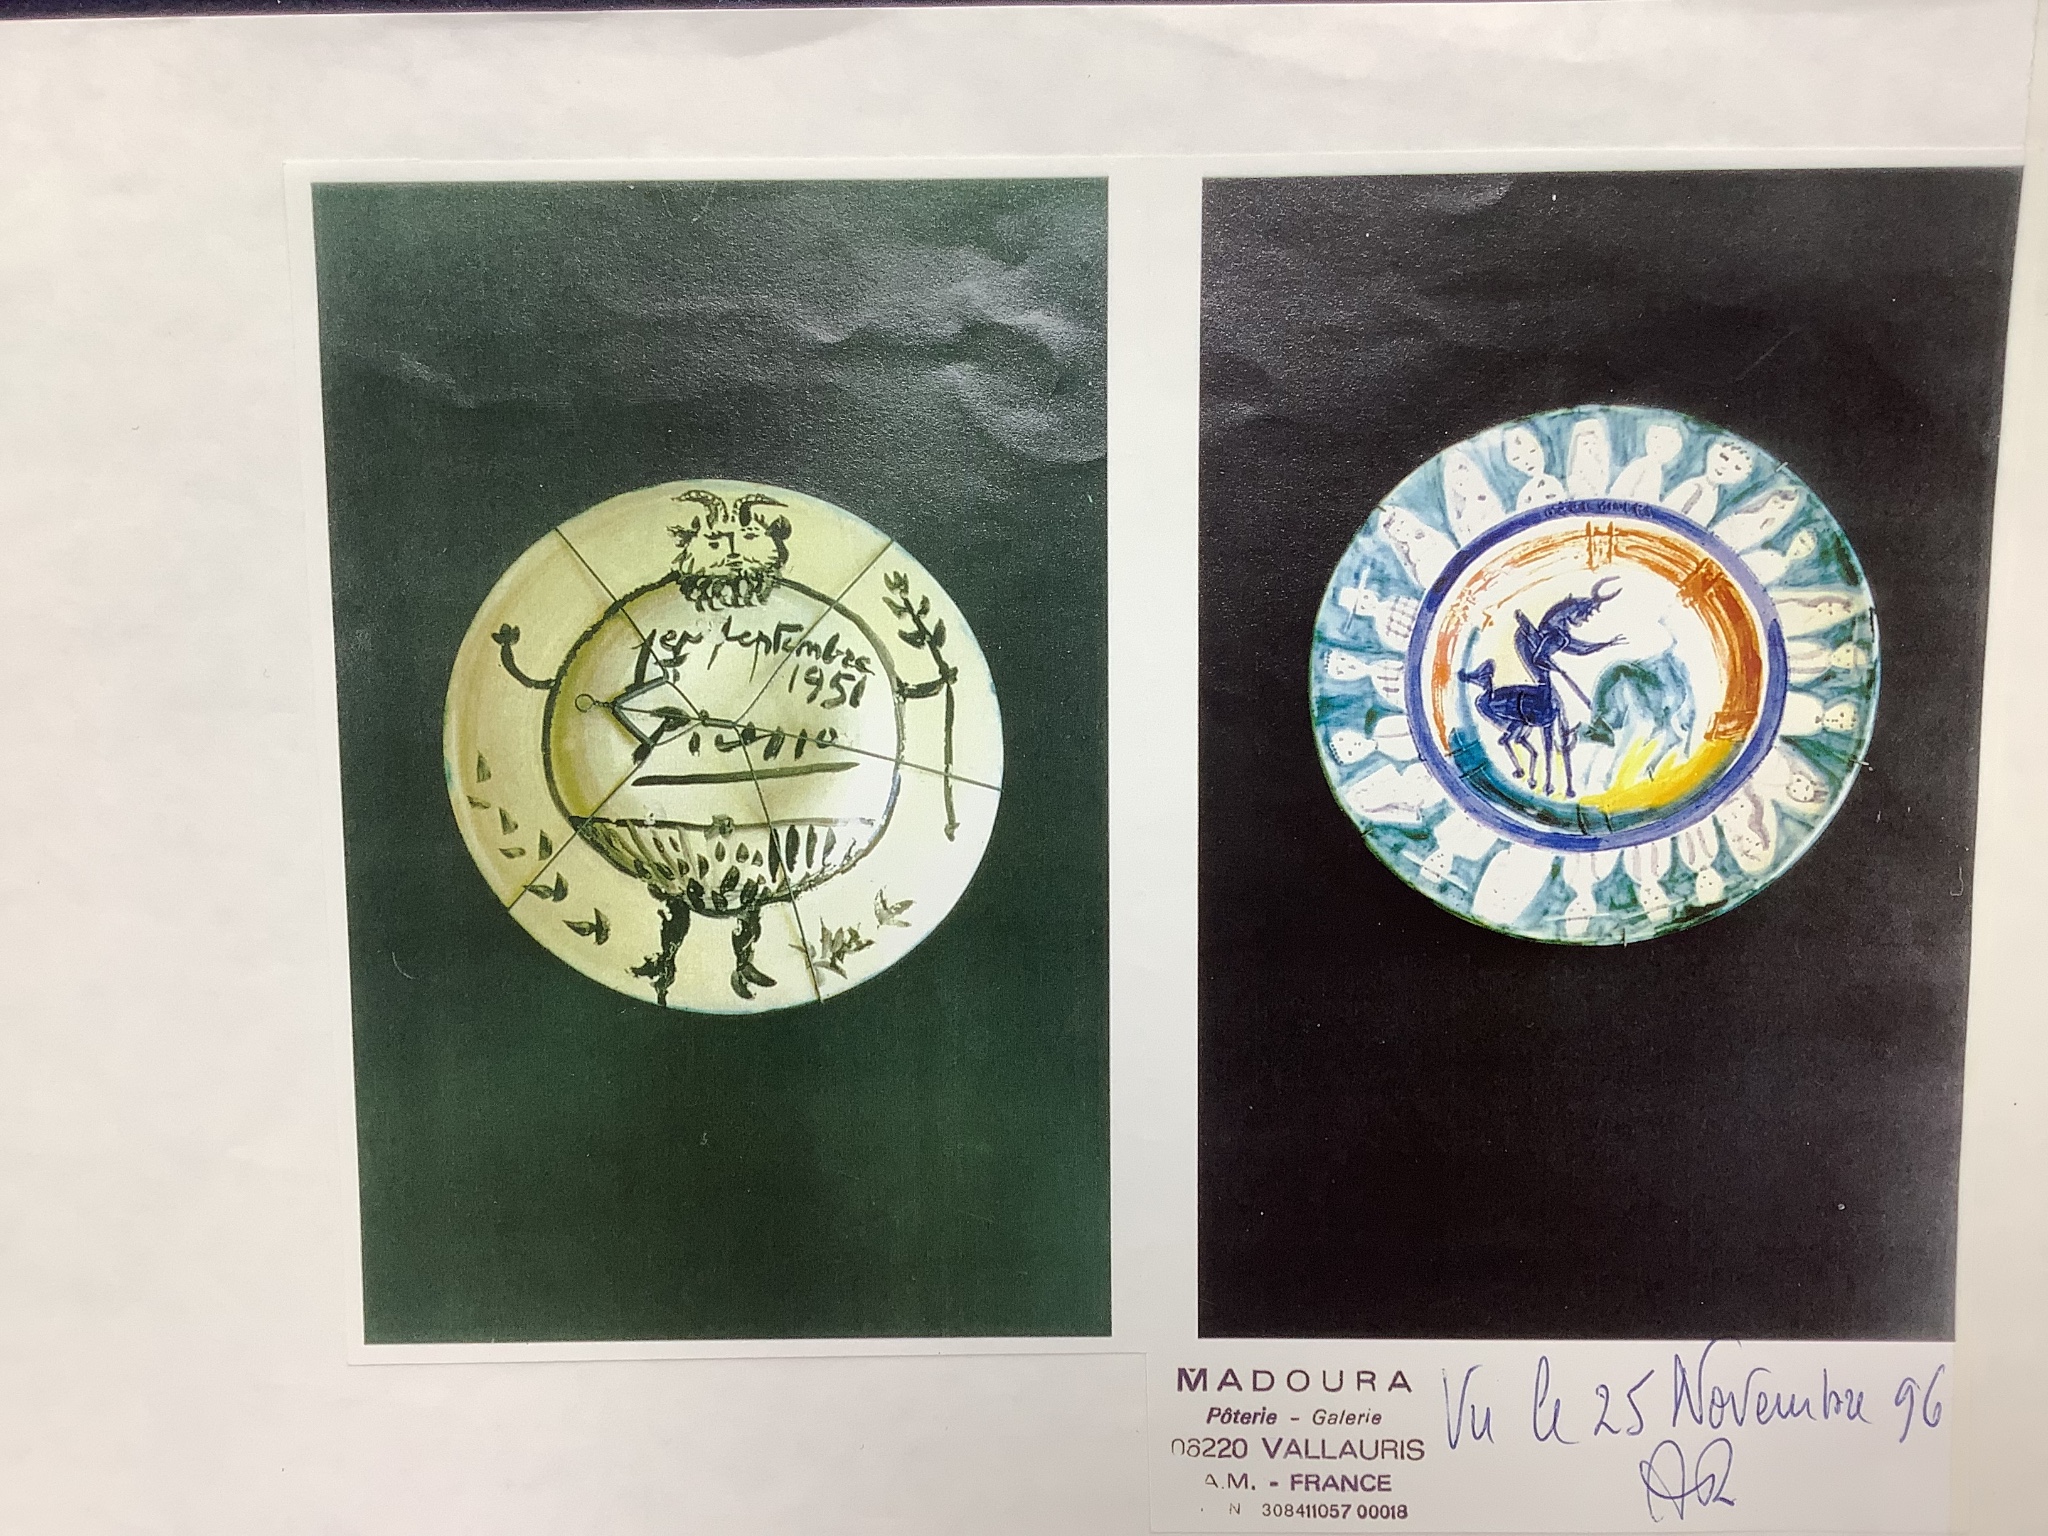 1er Septembre
1951
Picasso
MADOURA
Pôterie - Galerie
06220 VALLAURIS
A.M. - FRANCE
N 308411057 00018
Vu le 25 Novembre 96